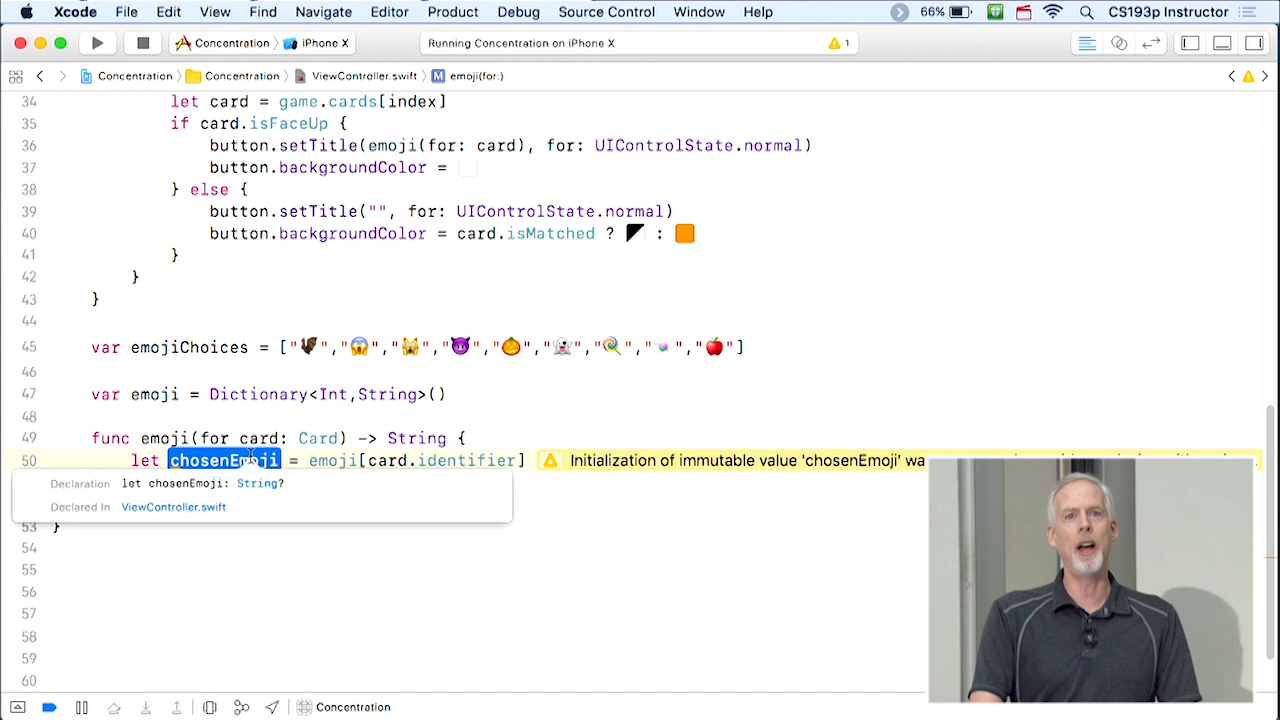 Xcode File Edit View Find Navigate Editor Product Debug Source Control Window Help 66% CS193p Instructor
Concentration iPhone X Running Concentration on iPhone X 1
Concentration Concentration ViewController.swift M emoji(for:)
34 let card = game.cards[index]
35 if card.isFaceUp {
36 button.setTitle(emoji(for: card), for: UIControlState.normal)
37 button.backgroundColor =
38 } else {
39 button.setTitle("", for: UIControlState.normal)
40 button.backgroundColor = card.isMatched ? :
41 }
42 }
43 }
44
45 var emojiChoices = ["🦇","😱","🙀","😈","🎃","👻","🍭","🍬","🍎"]
46
47 var emoji = Dictionary<Int,String>()
48
49 func emoji(for card: Card) -> String {
50 let chosenEmoji = emoji[card.identifier] Initialization of immutable value 'chosenEmoji' wa
Declaration let chosenEmoji: String?
Declared In ViewController.swift
53 }
54
55
56
57
58
59
60
Concentration